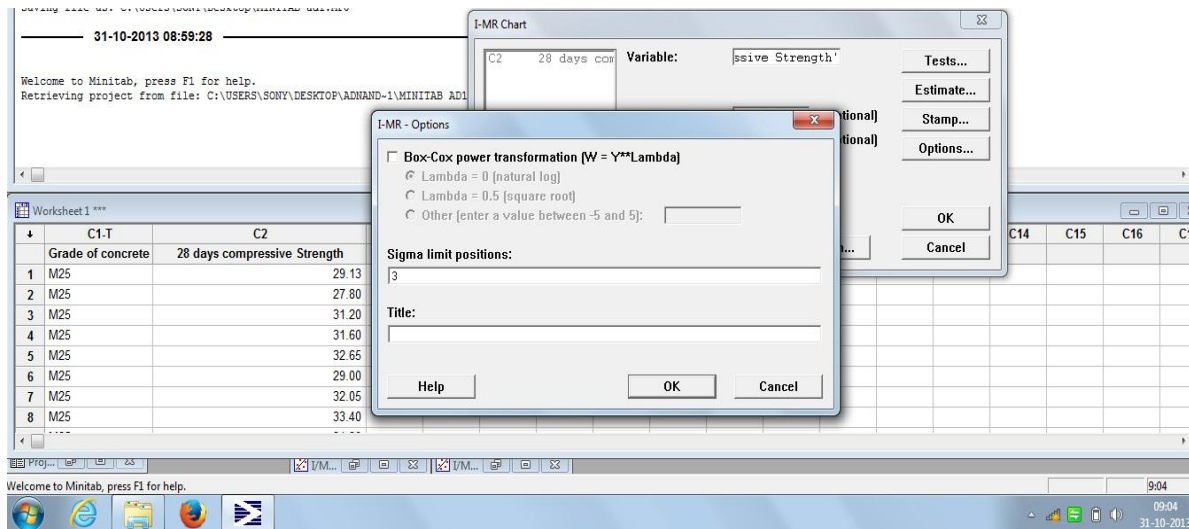 31-10-2013 08:59:28
Welcome to Minitab, press F1 for help.
Retrieving project from file: C:\USERS\SONY\DESKTOP\ADNAND~1\MINITAB AD1
I-MR Chart
C2 28 days com
Variable:
ssive Strength'
Tests...
Estimate...
Stamp...
Options...
tional)
tional)
OK
Cancel
I-MR - Options
Box-Cox power transformation (W = Y**Lambda)
Lambda = 0 (natural log)
Lambda = 0.5 (square root)
Other (enter a value between -5 and 5):
Sigma limit positions:
3
Title:
Help OK Cancel
Worksheet 1 ***
C1-T C2 C14 C15 C16
Grade of concrete 28 days compressive Strength
1 M25 29.13
2 M25 27.80
3 M25 31.20
4 M25 31.60
5 M25 32.65
6 M25 29.00
7 M25 32.05
8 M25 33.40
Proj... I/M... I/M...
Welcome to Minitab, press F1 for help. 9:04
09:04
31-10-2013